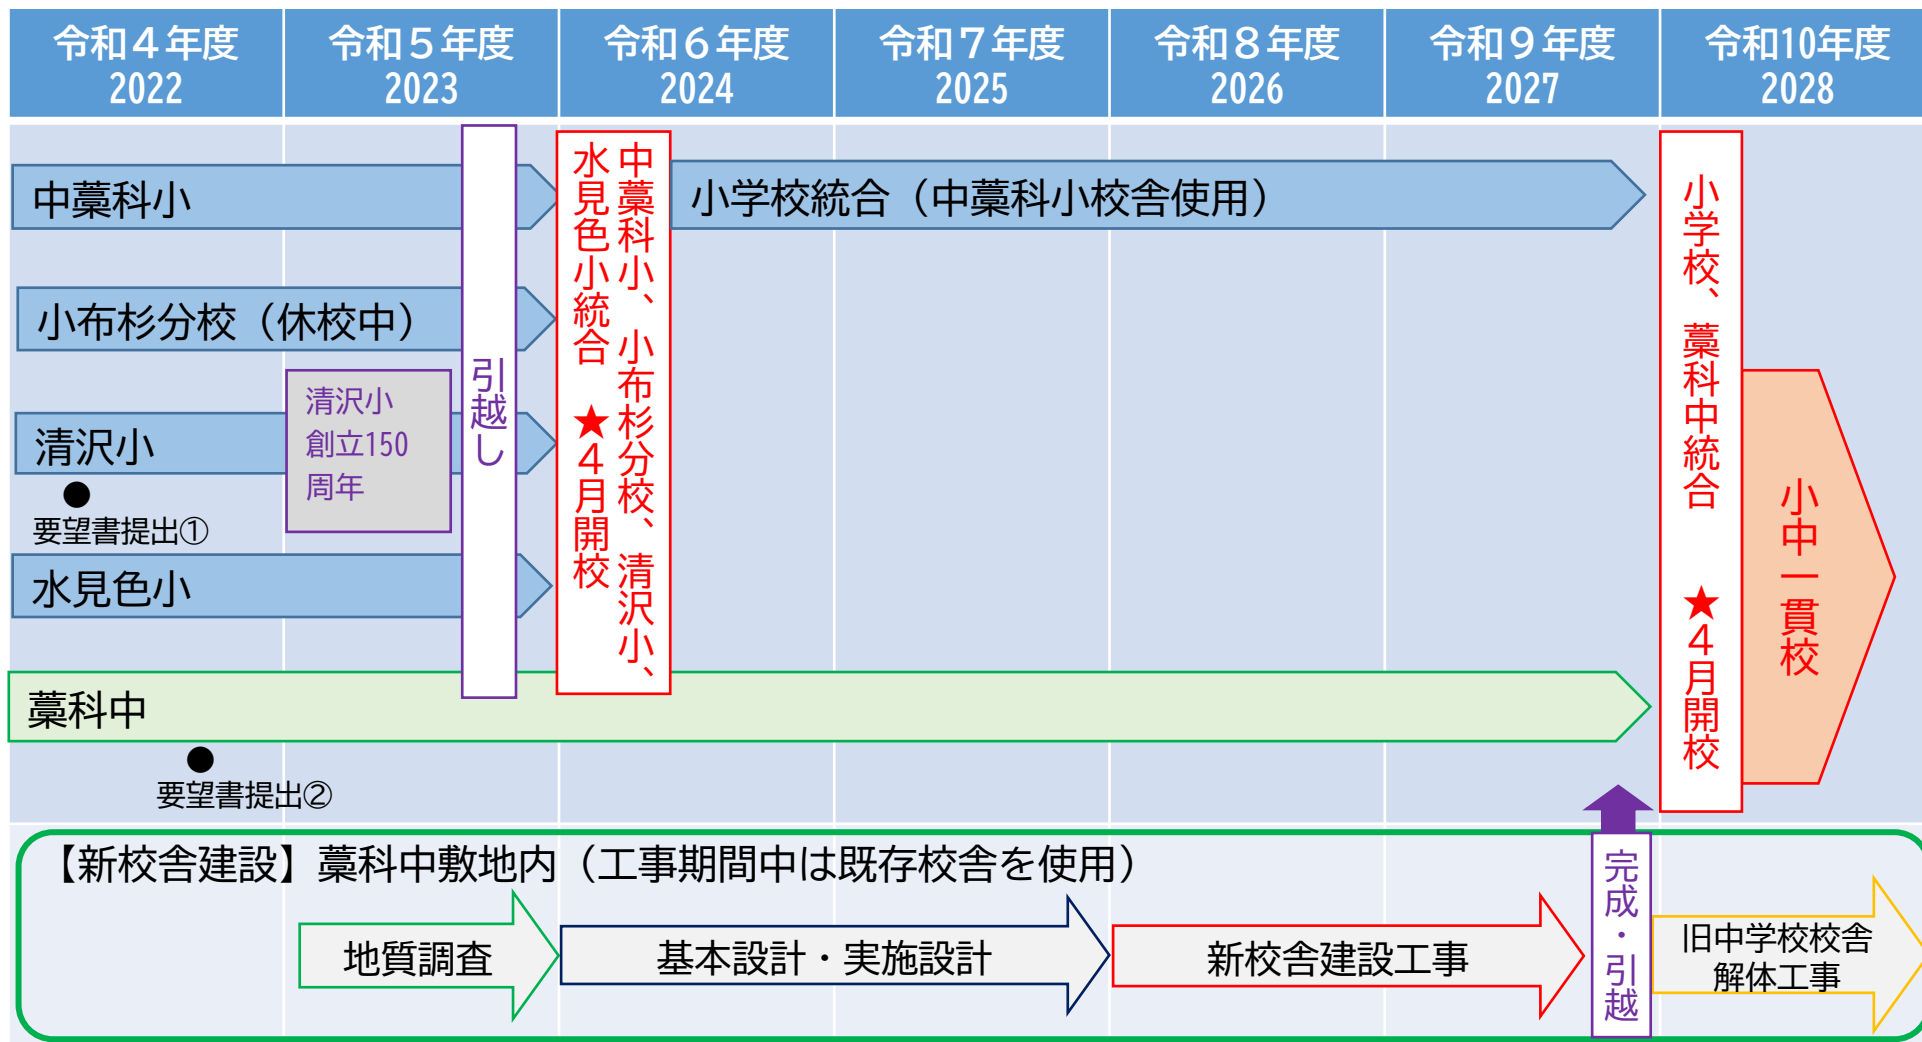 令和４年度
2022
令和５年度
2023
令和６年度
2024
令和７年度
2025
令和８年度
2026
令和９年度
2027
令和10年度
2028
中藁科小
小布杉分校（休校中）
清沢小
●
要望書提出①
水見色小
清沢小
創立150
周年
引越し
中藁科小、小布杉分校、清沢小、
水見色小統合　★４月開校
小学校統合（中藁科小校舎使用）
小学校、藁科中統合　★４月開校
小中一貫校
藁科中
●
要望書提出②
【新校舎建設】藁科中敷地内（工事期間中は既存校舎を使用）
地質調査
基本設計・実施設計
新校舎建設工事
完成・引越
旧中学校校舎
解体工事